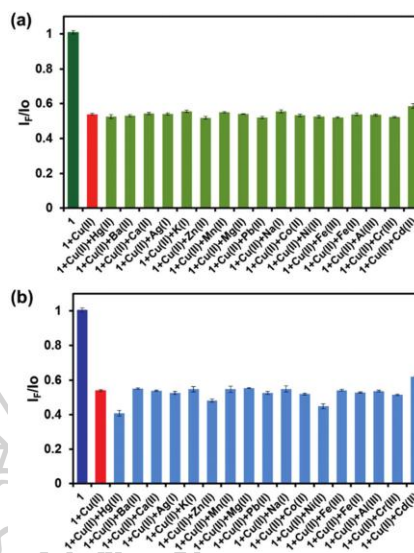 (a)
I_F/Io
1
0.8
0.6
0.4
0.2
0
1
1+Cu(II)
1+Cu(II)+Hg(II)
1+Cu(II)+Ba(II)
1+Cu(II)+Ca(II)
1+Cu(II)+Ag(I)
1+Cu(II)+K(I)
1+Cu(II)+Zn(II)
1+Cu(II)+Mn(II)
1+Cu(II)+Mg(II)
1+Cu(II)+Pb(II)
1+Cu(II)+Na(I)
1+Cu(II)+Co(II)
1+Cu(II)+Ni(II)
1+Cu(II)+Fe(III)
1+Cu(II)+Fe(II)
1+Cu(II)+Al(III)
1+Cu(II)+Cr(III)
1+Cu(II)+Cd(II)
(b)
I_F/Io
1
0.8
0.6
0.4
0.2
0
1
1+Cu(II)
1+Cu(II)+Hg(II)
1+Cu(II)+Ba(II)
1+Cu(II)+Ca(II)
1+Cu(II)+Ag(I)
1+Cu(II)+K(I)
1+Cu(II)+Zn(II)
1+Cu(II)+Mn(II)
1+Cu(II)+Mg(II)
1+Cu(II)+Pb(II)
1+Cu(II)+Na(I)
1+Cu(II)+Co(II)
1+Cu(II)+Ni(II)
1+Cu(II)+Fe(III)
1+Cu(II)+Fe(II)
1+Cu(II)+Al(III)
1+Cu(II)+Cr(III)
1+Cu(II)+Cd(II)